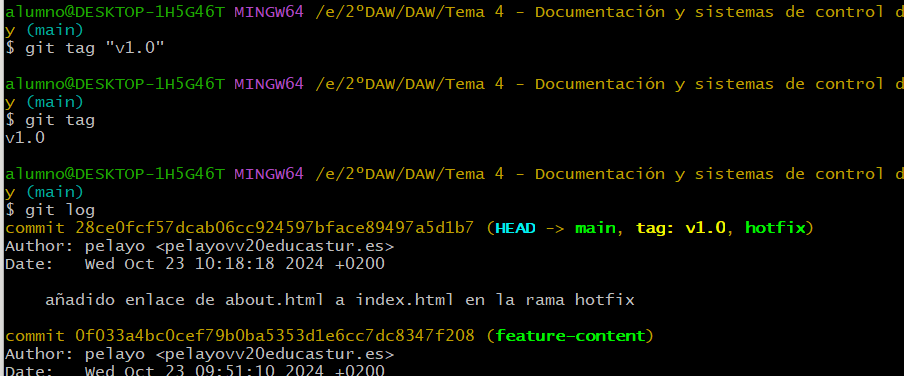 alumno@DESKTOP-1H5G46T MINGW64 /e/2ºDAW/DAW/Tema 4 - Documentación y sistemas de control d
y (main)
$ git tag "v1.0"
alumno@DESKTOP-1H5G46T MINGW64 /e/2ºDAW/DAW/Tema 4 - Documentación y sistemas de control d
y (main)
$ git tag
v1.0
alumno@DESKTOP-1H5G46T MINGW64 /e/2ºDAW/DAW/Tema 4 - Documentación y sistemas de control d
y (main)
$ git log
commit 28ce0fcf57dcab06cc924597bface89497a5d1b7 (HEAD -> main, tag: v1.0, hotfix)
Author: pelayo <pelayovv20educastur.es>
Date:   Wed Oct 23 10:18:18 2024 +0200
    añadido enlace de about.html a index.html en la rama hotfix
commit 0f033a4bc0cef79b0ba5353d1e6cc7dc8347f208 (feature-content)
Author: pelayo <pelayovv20educastur.es>
Date:   Wed Oct 23 09:51:10 2024 +0200